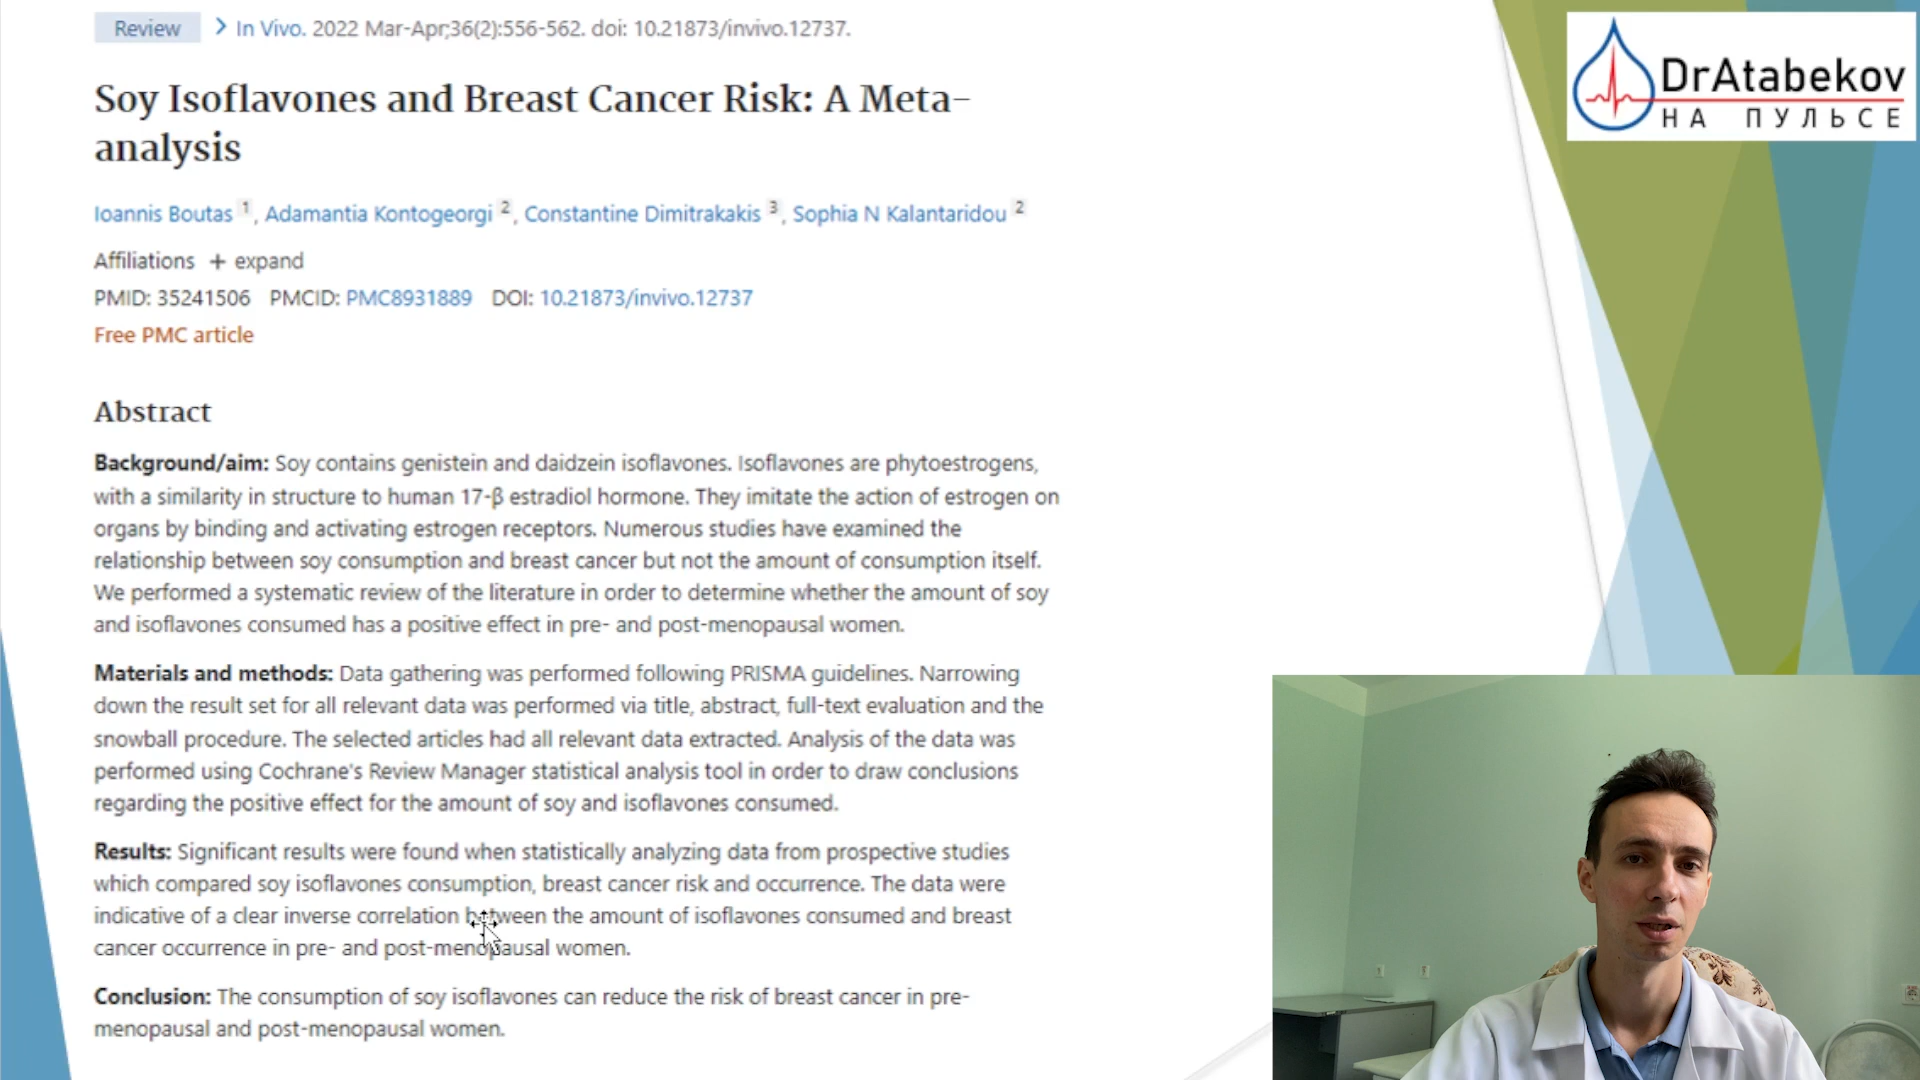 Review > In Vivo. 2022 Mar-Apr;36(2):556-562. doi: 10.21873/invivo.12737.
DrAtabekov
НА ПУЛЬСЕ
Soy Isoflavones and Breast Cancer Risk: A Meta-
analysis
Ioannis Boutas 1, Adamantia Kontogeorgi 2, Constantine Dimitrakakis 3, Sophia N Kalantaridou 2
Affiliations + expand
PMID: 35241506 PMCID: PMC8931889 DOI: 10.21873/invivo.12737
Free PMC article
Abstract
Background/aim: Soy contains genistein and daidzein isoflavones. Isoflavones are phytoestrogens,
with a similarity in structure to human 17-β estradiol hormone. They imitate the action of estrogen on
organs by binding and activating estrogen receptors. Numerous studies have examined the
relationship between soy consumption and breast cancer but not the amount of consumption itself.
We performed a systematic review of the literature in order to determine whether the amount of soy
and isoflavones consumed has a positive effect in pre- and post-menopausal women.
Materials and methods: Data gathering was performed following PRISMA guidelines. Narrowing
down the result set for all relevant data was performed via title, abstract, full-text evaluation and the
snowball procedure. The selected articles had all relevant data extracted. Analysis of the data was
performed using Cochrane's Review Manager statistical analysis tool in order to draw conclusions
regarding the positive effect for the amount of soy and isoflavones consumed.
Results: Significant results were found when statistically analyzing data from prospective studies
which compared soy isoflavones consumption, breast cancer risk and occurrence. The data were
indicative of a clear inverse correlation between the amount of isoflavones consumed and breast
cancer occurrence in pre- and post-menopausal women.
Conclusion: The consumption of soy isoflavones can reduce the risk of breast cancer in pre-
menopausal and post-menopausal women.